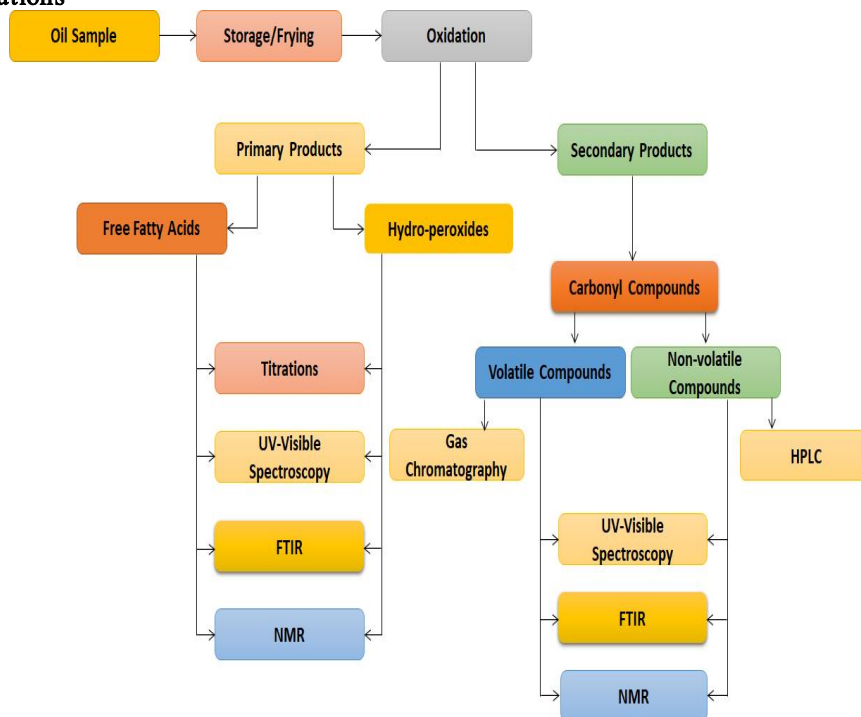 utions
Oil Sample
Storage/Frying
Oxidation
Primary Products
Secondary Products
Free Fatty Acids
Hydro-peroxides
Carbonyl Compounds
Titrations
Volatile Compounds
Non-volatile
Compounds
UV-Visible
Spectroscopy
Gas
Chromatography
HPLC
FTIR
UV-Visible
Spectroscopy
NMR
FTIR
NMR